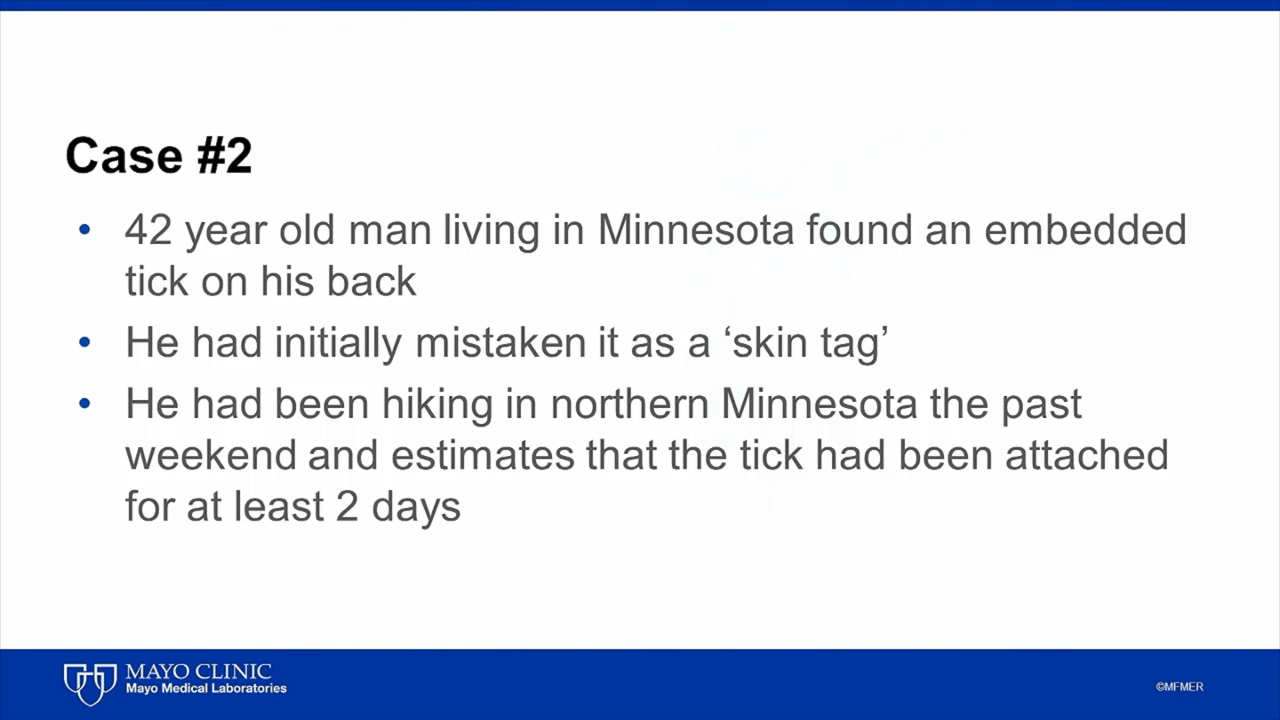 Case #2
• 42 year old man living in Minnesota found an embedded
tick on his back
• He had initially mistaken it as a ‘skin tag’
• He had been hiking in northern Minnesota the past
weekend and estimates that the tick had been attached
for at least 2 days
MAYO CLINIC
Mayo Medical Laboratories
©MFMER